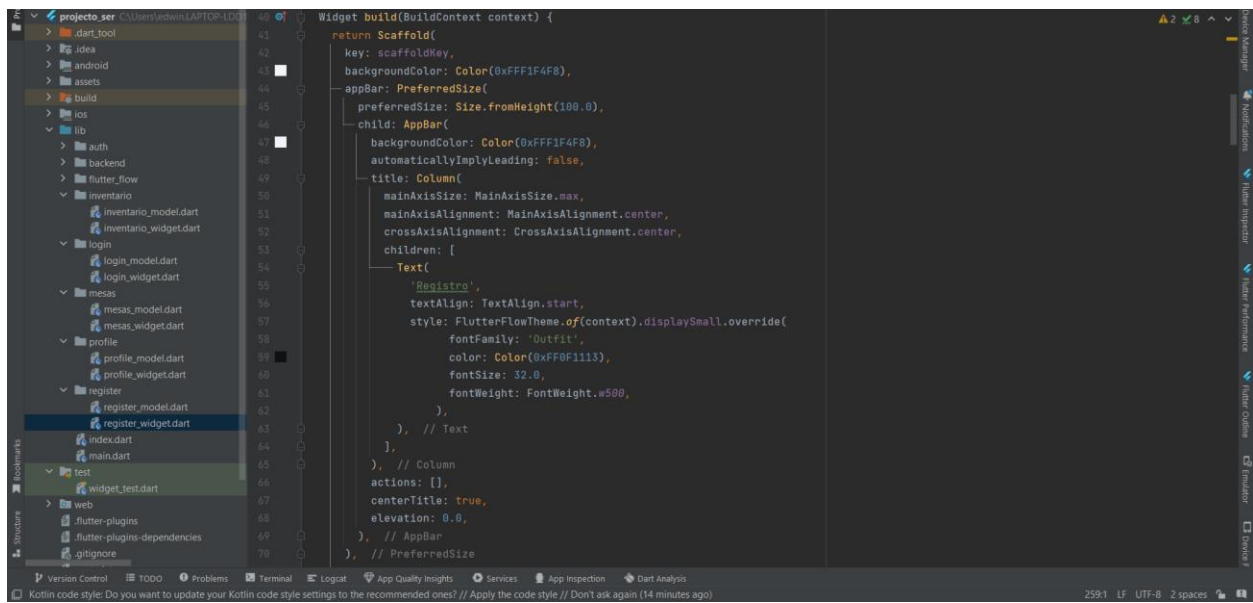 projecto_ser C:\Users\edwin.LAPTOP-LDO1
.dart_tool
.idea
android
assets
build
ios
lib
auth
backend
flutter_flow
inventario
inventario_model.dart
inventario_widget.dart
login
login_model.dart
login_widget.dart
mesas
mesas_model.dart
mesas_widget.dart
profile
profile_model.dart
profile_widget.dart
register
register_model.dart
register_widget.dart
index.dart
main.dart
test
widget_test.dart
web
.flutter-plugins
.flutter-plugins-dependencies
.gitignore
Bookmarks
Structure
40 Widget build(BuildContext context) {
41 return Scaffold(
42 key: scaffoldKey,
43 backgroundColor: Color(0xFFF1F4F8),
44 appBar: PreferredSize(
45 preferredSize: Size.fromHeight(100.0),
46 child: AppBar(
47 backgroundColor: Color(0xFFF1F4F8),
48 automaticallyImplyLeading: false,
49 title: Column(
50 mainAxisSize: MainAxisSize.max,
51 mainAxisAlignment: MainAxisAlignment.center,
52 crossAxisAlignment: CrossAxisAlignment.center,
53 children: [
54 Text(
55 'Registro',
56 textAlign: TextAlign.start,
57 style: FlutterFlowTheme.of(context).displaySmall.override(
58 fontFamily: 'Outfit',
59 color: Color(0xFF0F1113),
60 fontSize: 32.0,
61 fontWeight: FontWeight.w500,
62 ),
63 ), // Text
64 ],
65 ), // Column
66 actions: [],
67 centerTitle: true,
68 elevation: 0.0,
69 ), // AppBar
70 ), // PreferredSize
2 8
Device Manager
Notifications
Flutter Inspector
Flutter Performance
Flutter Outline
Emulator
Device F
Version Control TODO Problems Terminal Logcat App Quality Insights Services App Inspection Dart Analysis
Kotlin code style: Do you want to update your Kotlin code style settings to the recommended ones? // Apply the code style // Don't ask again (14 minutes ago) 259:1 LF UTF-8 2 spaces